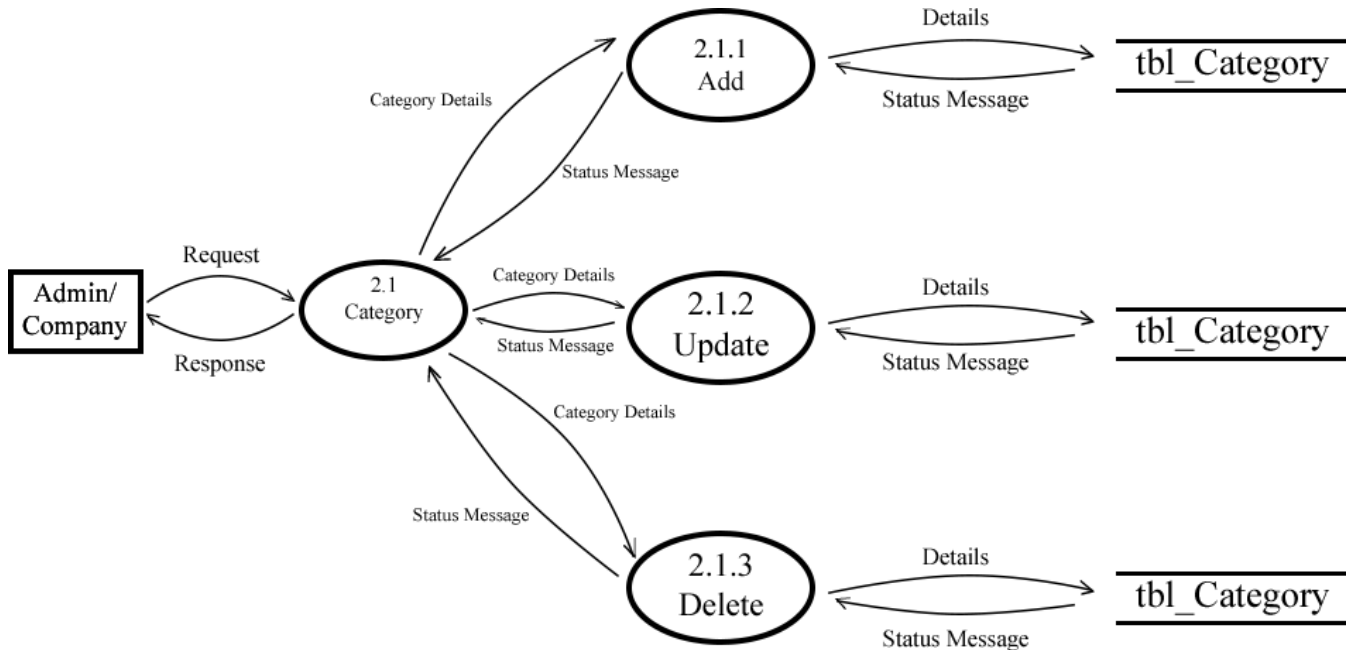 Details
2.1.1
Add
tbl_Category
Category Details
Status Message
Status Message
Request
Admin/
Company
Response
2.1
Category
Category Details
Status Message
2.1.2
Update
Details
Status Message
tbl_Category
Category Details
Status Message
2.1.3
Delete
Details
Status Message
tbl_Category